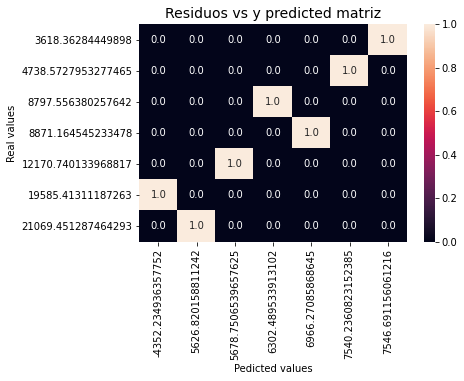 Residuos vs y predicted matriz
Real values
3618.36284449898 0.0 0.0 0.0 0.0 0.0 0.0 1.0
4738.5727953277465 0.0 0.0 0.0 0.0 0.0 1.0 0.0
8797.556380257642 0.0 0.0 0.0 1.0 0.0 0.0 0.0
8871.164545233478 0.0 0.0 0.0 0.0 1.0 0.0 0.0
12170.740133968817 0.0 0.0 1.0 0.0 0.0 0.0 0.0
19585.41311187263 1.0 0.0 0.0 0.0 0.0 0.0 0.0
21069.451287464293 0.0 1.0 0.0 0.0 0.0 0.0 0.0
-4352.234936357752
5626.820158811242
5678.7506539657625
6302.489533913102
6966.27085868645
7540.2360823152385
7546.691156061216
Pedicted values
1.0
0.8
0.6
0.4
0.2
0.0